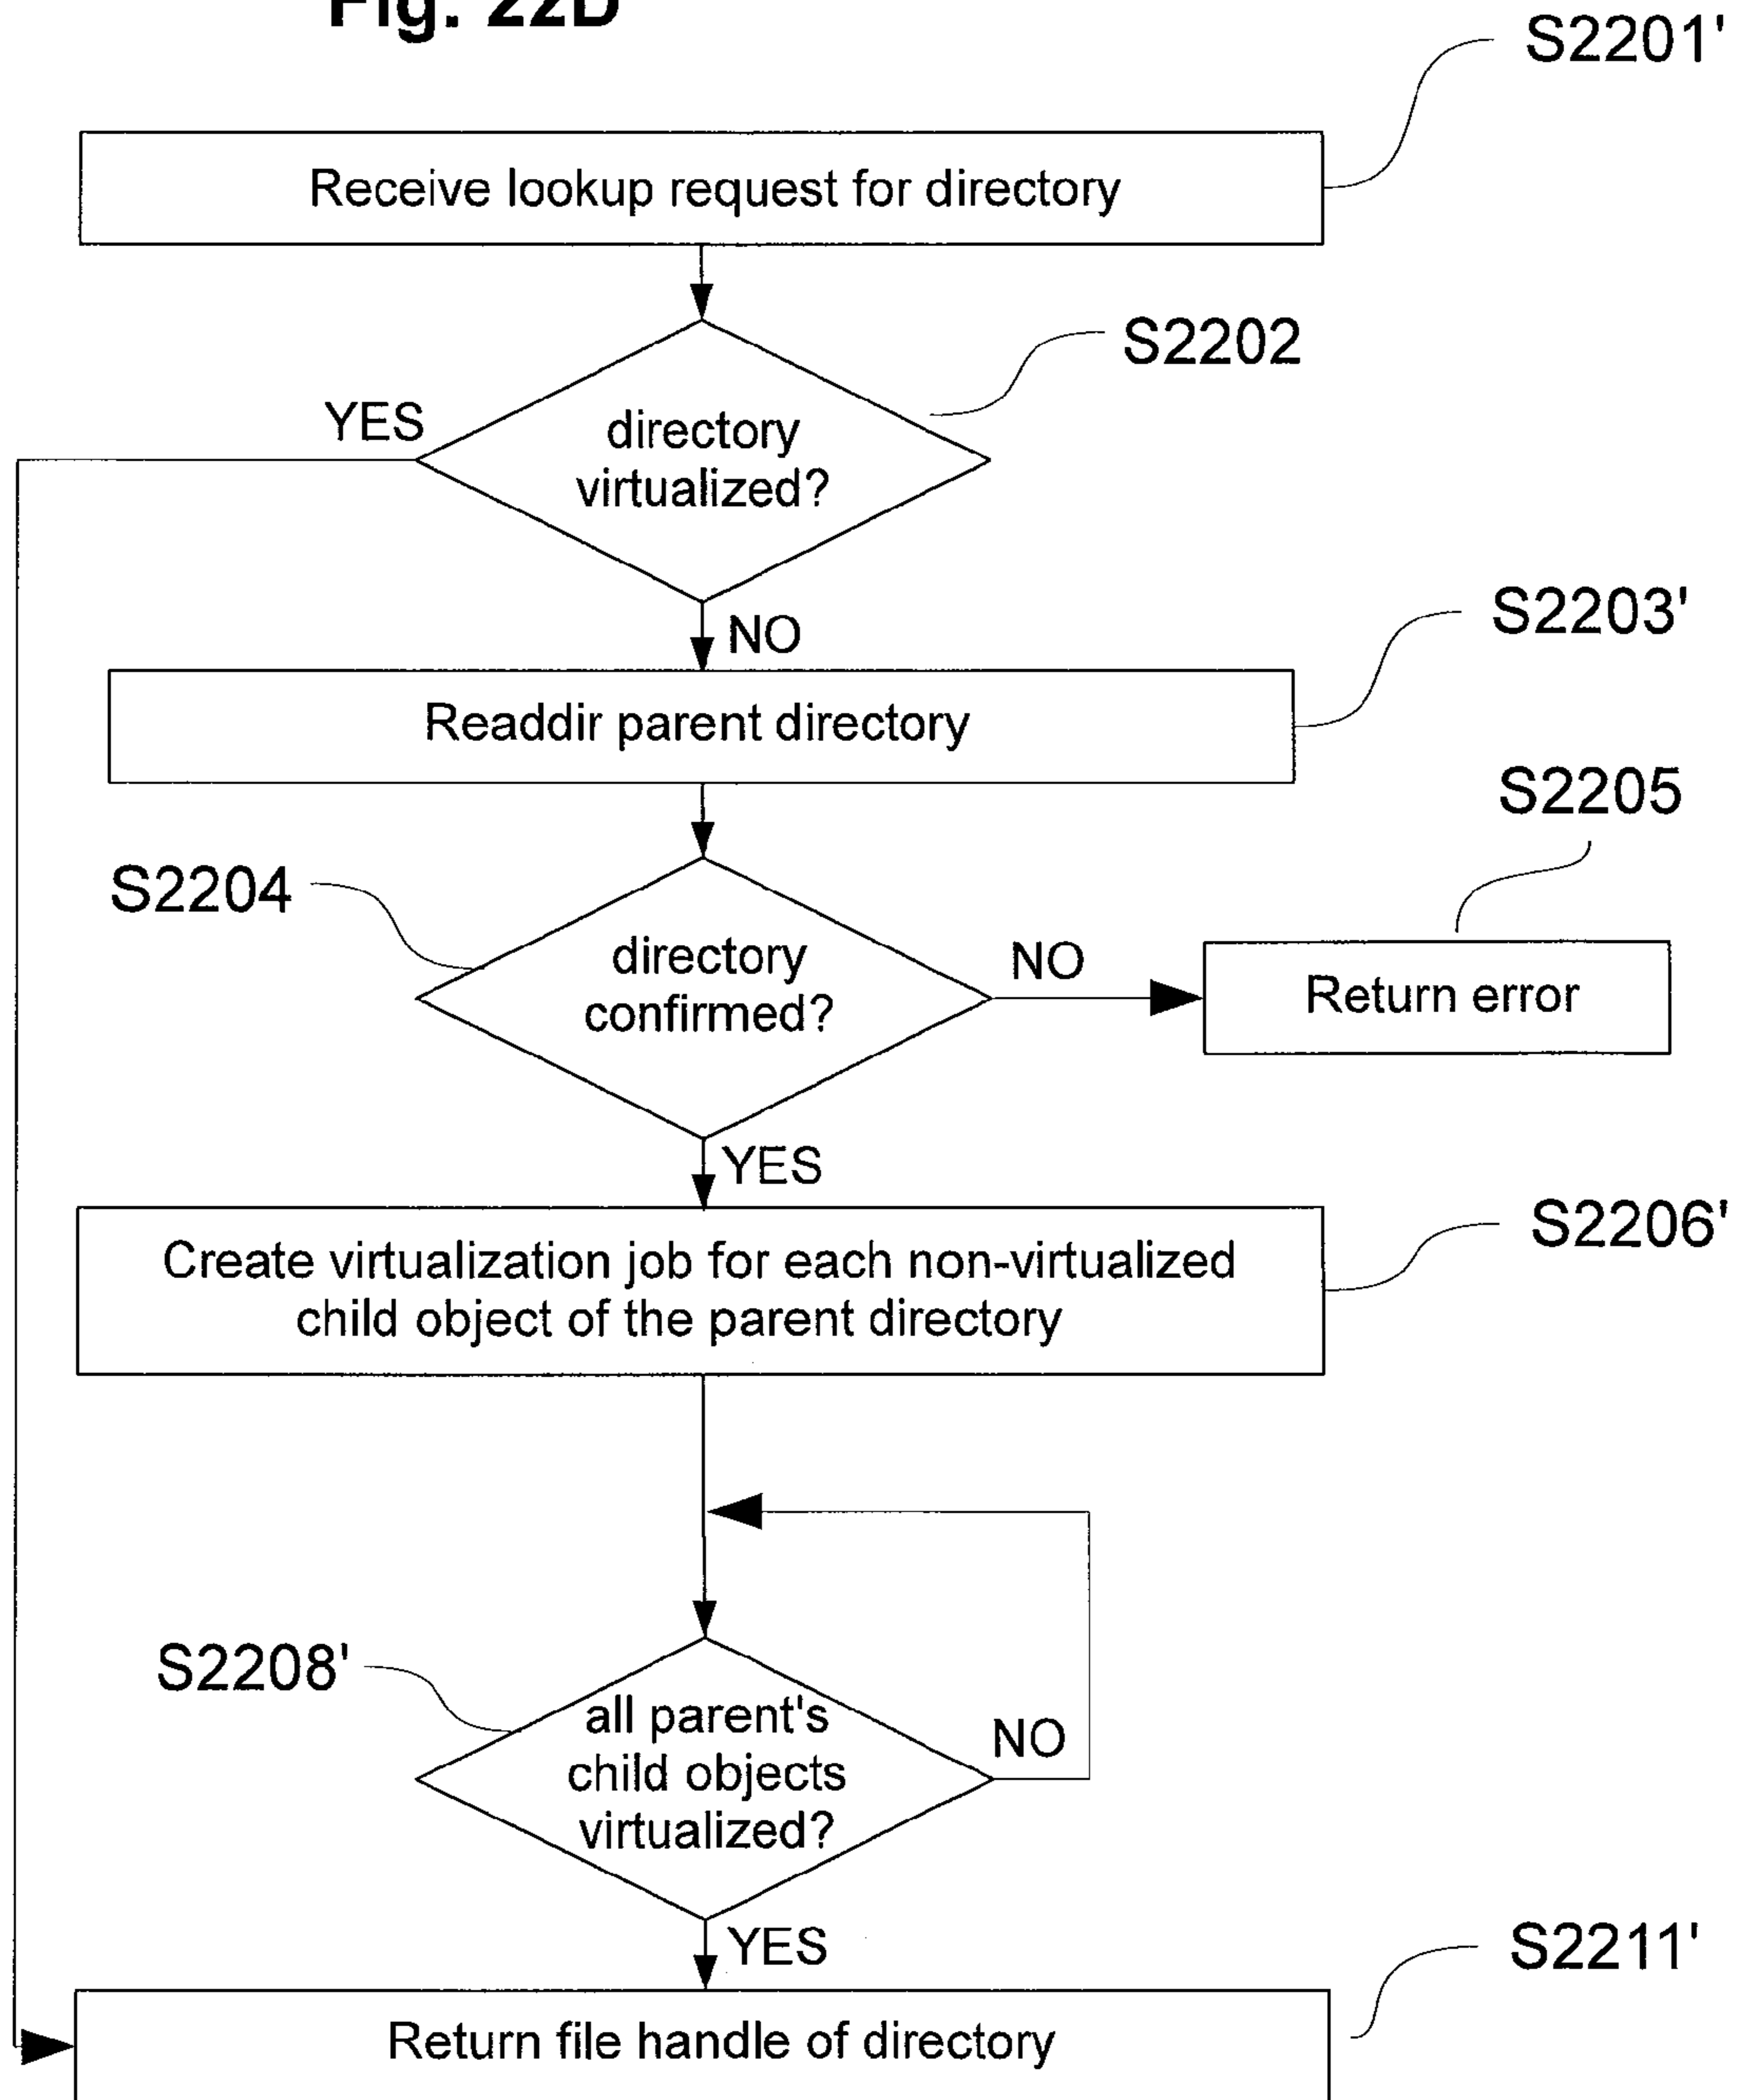 Fig. 22B
S2201'
Receive lookup request for directory
S2202
YES
directory
virtualized?
NO
S2203'
Readdir parent directory
S2205
S2204
directory
confirmed?
NO
Return error
YES
S2206'
Create virtualization job for each non-virtualized
child object of the parent directory
S2208'
all parent's
child objects
virtualized?
NO
YES
S2211'
Return file handle of directory